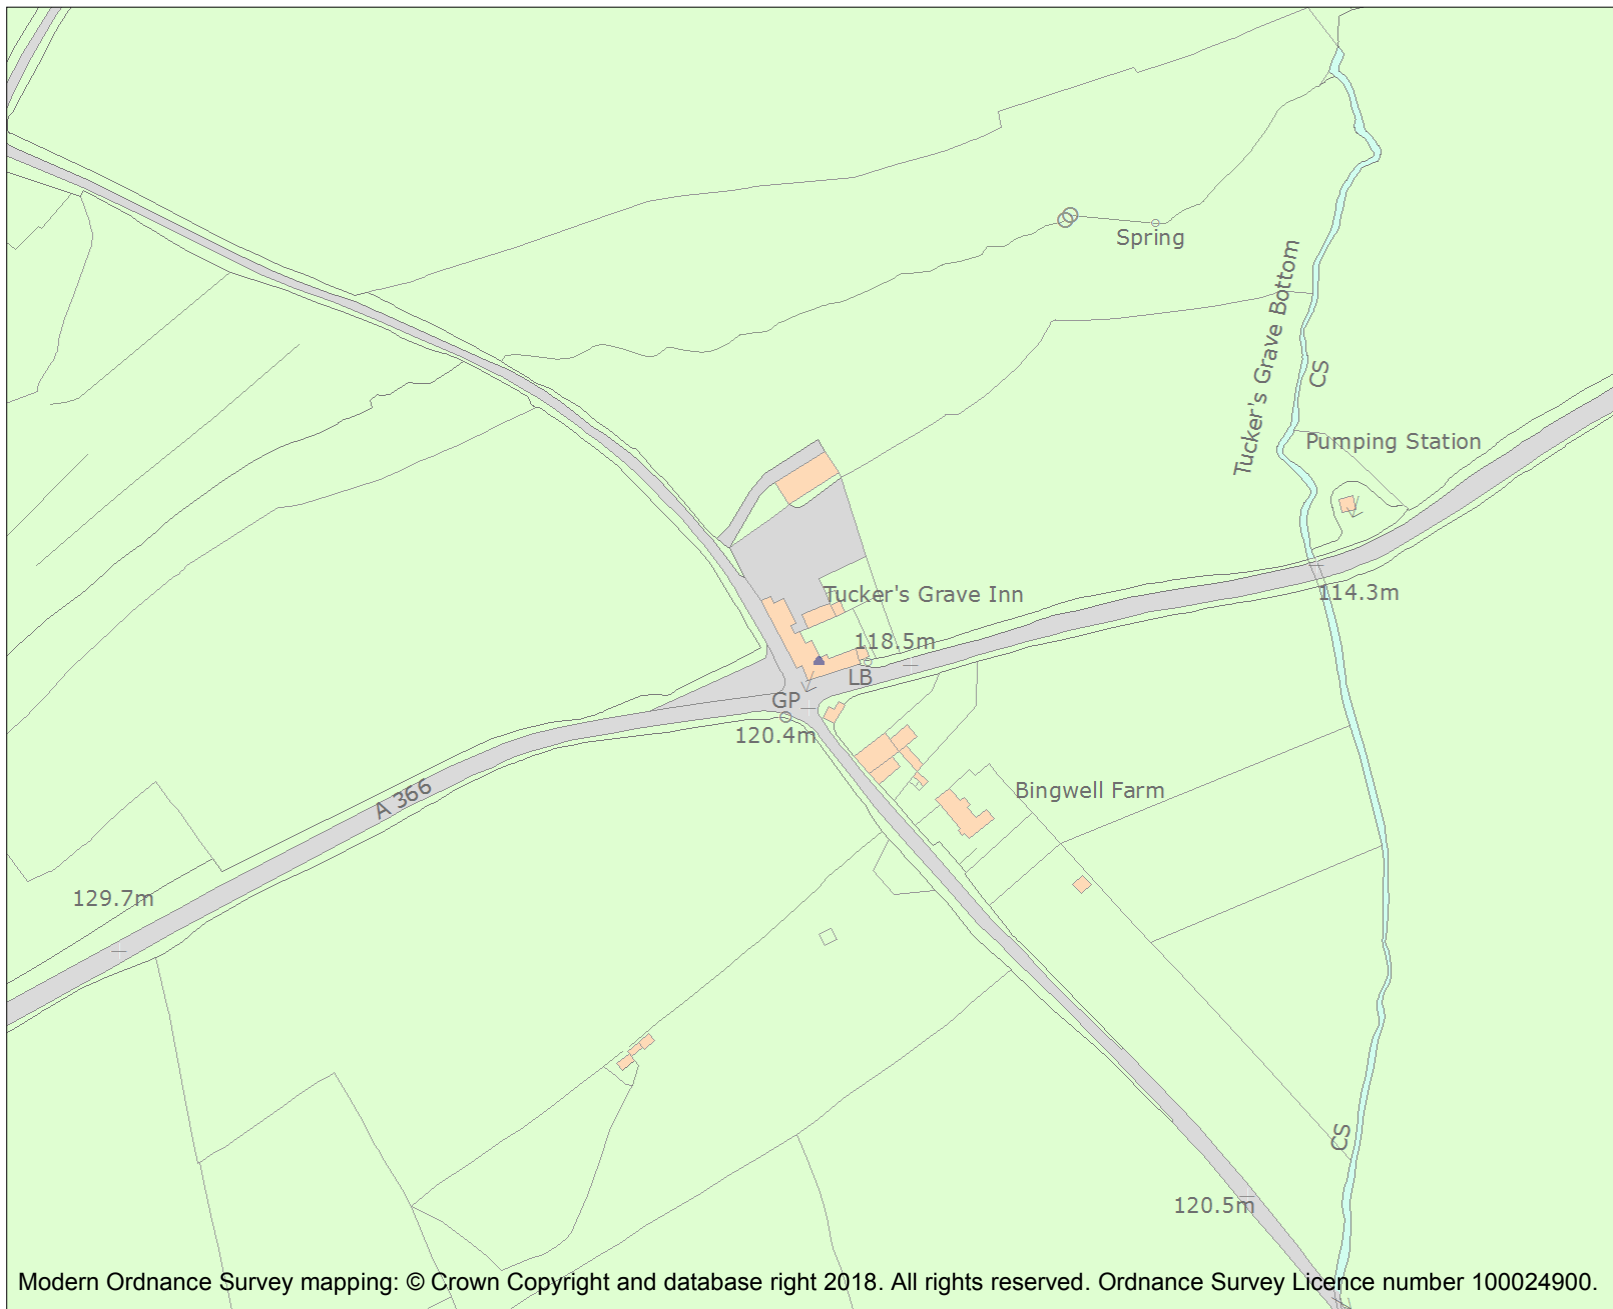 Spring
Tucker's Grave Bottom
CS
Pumping Station
Tucker's Grave Inn
114.3m
118.5m
LB
GP
120.4m
A 366
Bingwell Farm
129.7m
CS
120.5m
Modern Ordnance Survey mapping: © Crown Copyright and database right 2018. All rights reserved. Ordnance Survey Licence number 100024900.